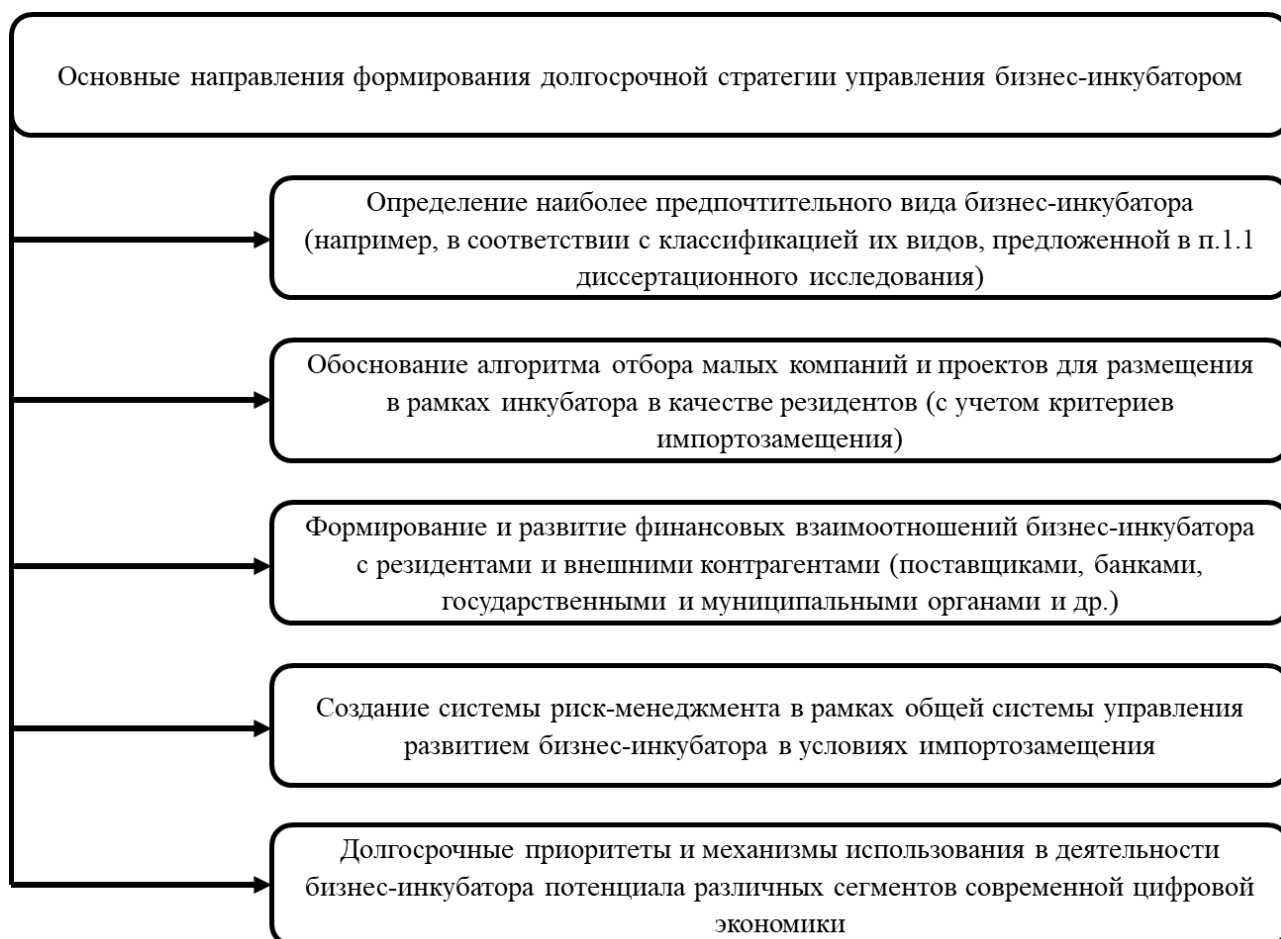 Основные направления формирования долгосрочной стратегии управления бизнес-инкубатором
Определение наиболее предпочтительного вида бизнес-инкубатора
(например, в соответствии с классификацией их видов, предложенной в п.1.1
диссертационного исследования)
Обоснование алгоритма отбора малых компаний и проектов для размещения
в рамках инкубатора в качестве резидентов (с учетом критериев
импортозамещения)
Формирование и развитие финансовых взаимоотношений бизнес-инкубатора
с резидентами и внешними контрагентами (поставщиками, банками,
государственными и муниципальными органами и др.)
Создание системы риск-менеджмента в рамках общей системы управления
развитием бизнес-инкубатора в условиях импортозамещения
Долгосрочные приоритеты и механизмы использования в деятельности
бизнес-инкубатора потенциала различных сегментов современной цифровой
экономики